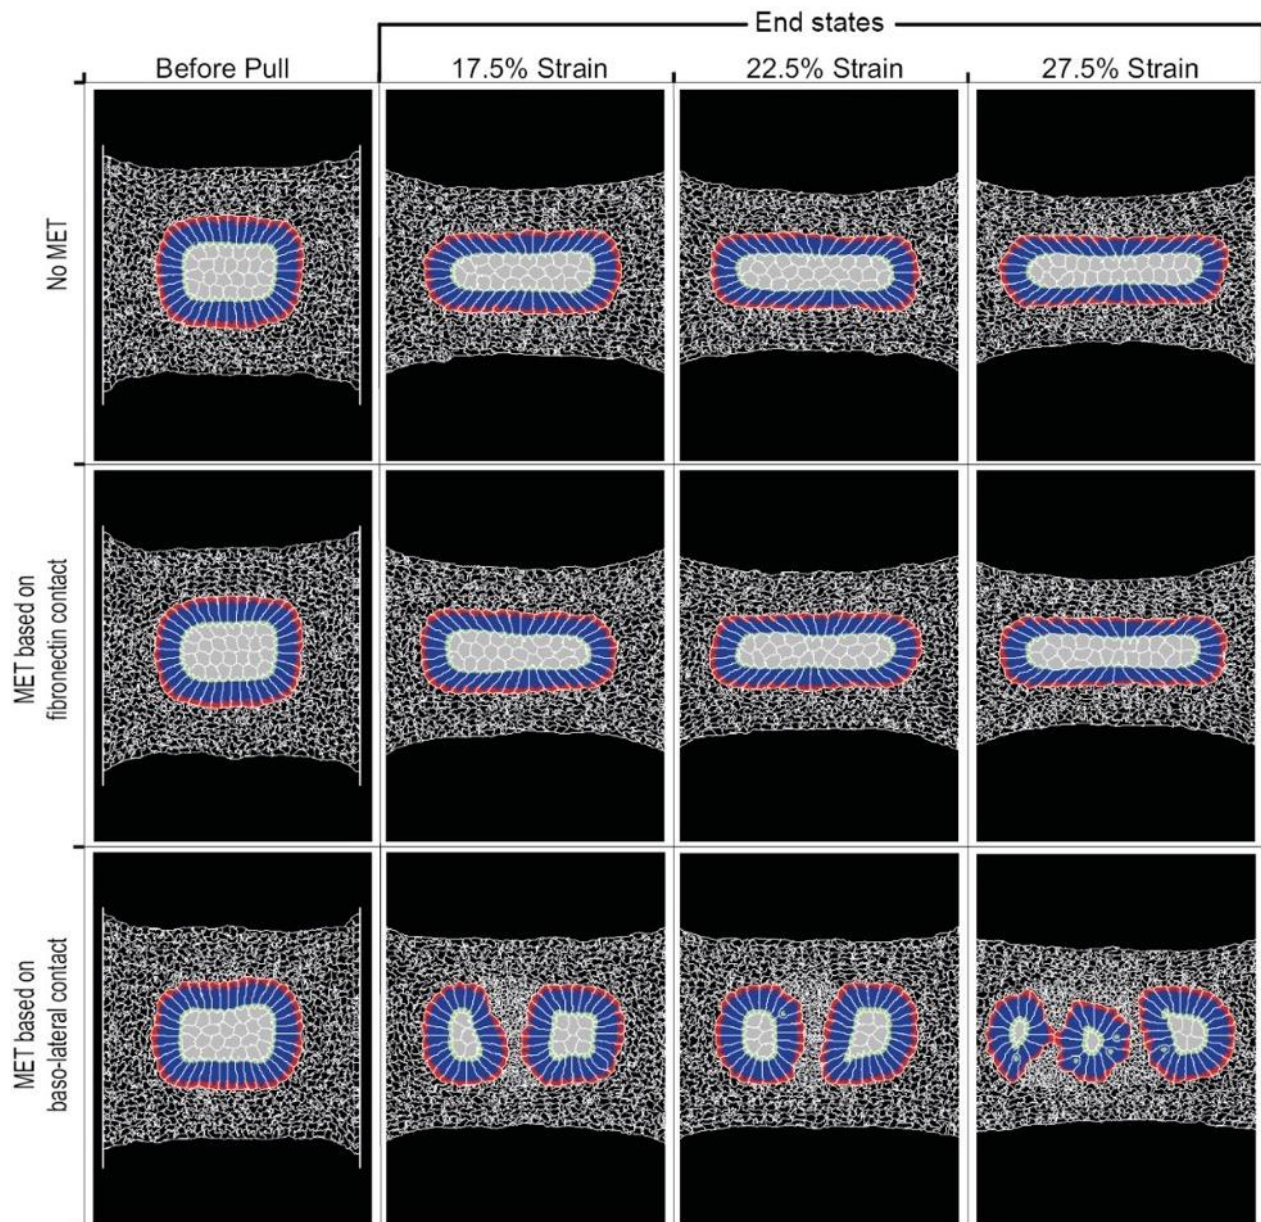 End states
Before Pull
17.5% Strain
22.5% Strain
27.5% Strain
No MET
MET based on
fibronectin contact
MET based on
baso-lateral contact